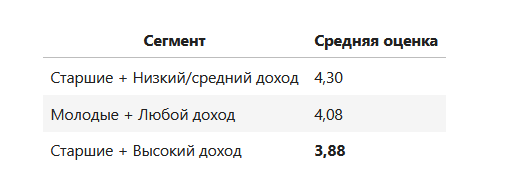 Сегмент Средняя оценка
Старшие + Низкий/средний доход 4,30
Молодые + Любой доход 4,08
Старшие + Высокий доход 3,88